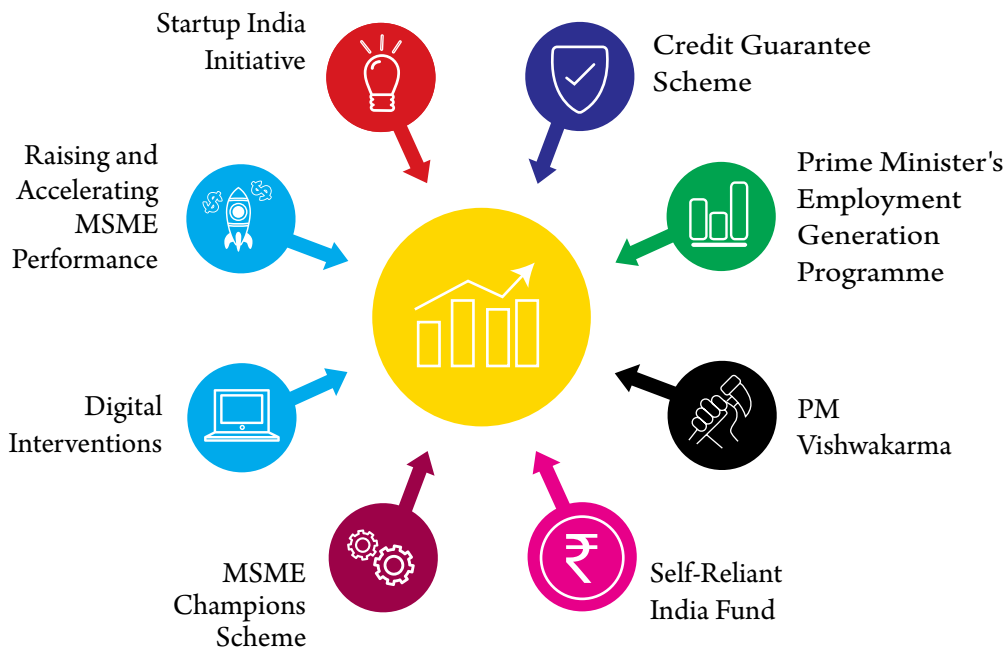 Startup India
Initiative
Credit Guarantee
Scheme
Raising and
Accelerating
MSME
Performance
Prime Minister's
Employment
Generation
Programme
Digital
Interventions
PM
Vishwakarma
MSME
Champions
Scheme
₹
Self-Reliant
India Fund